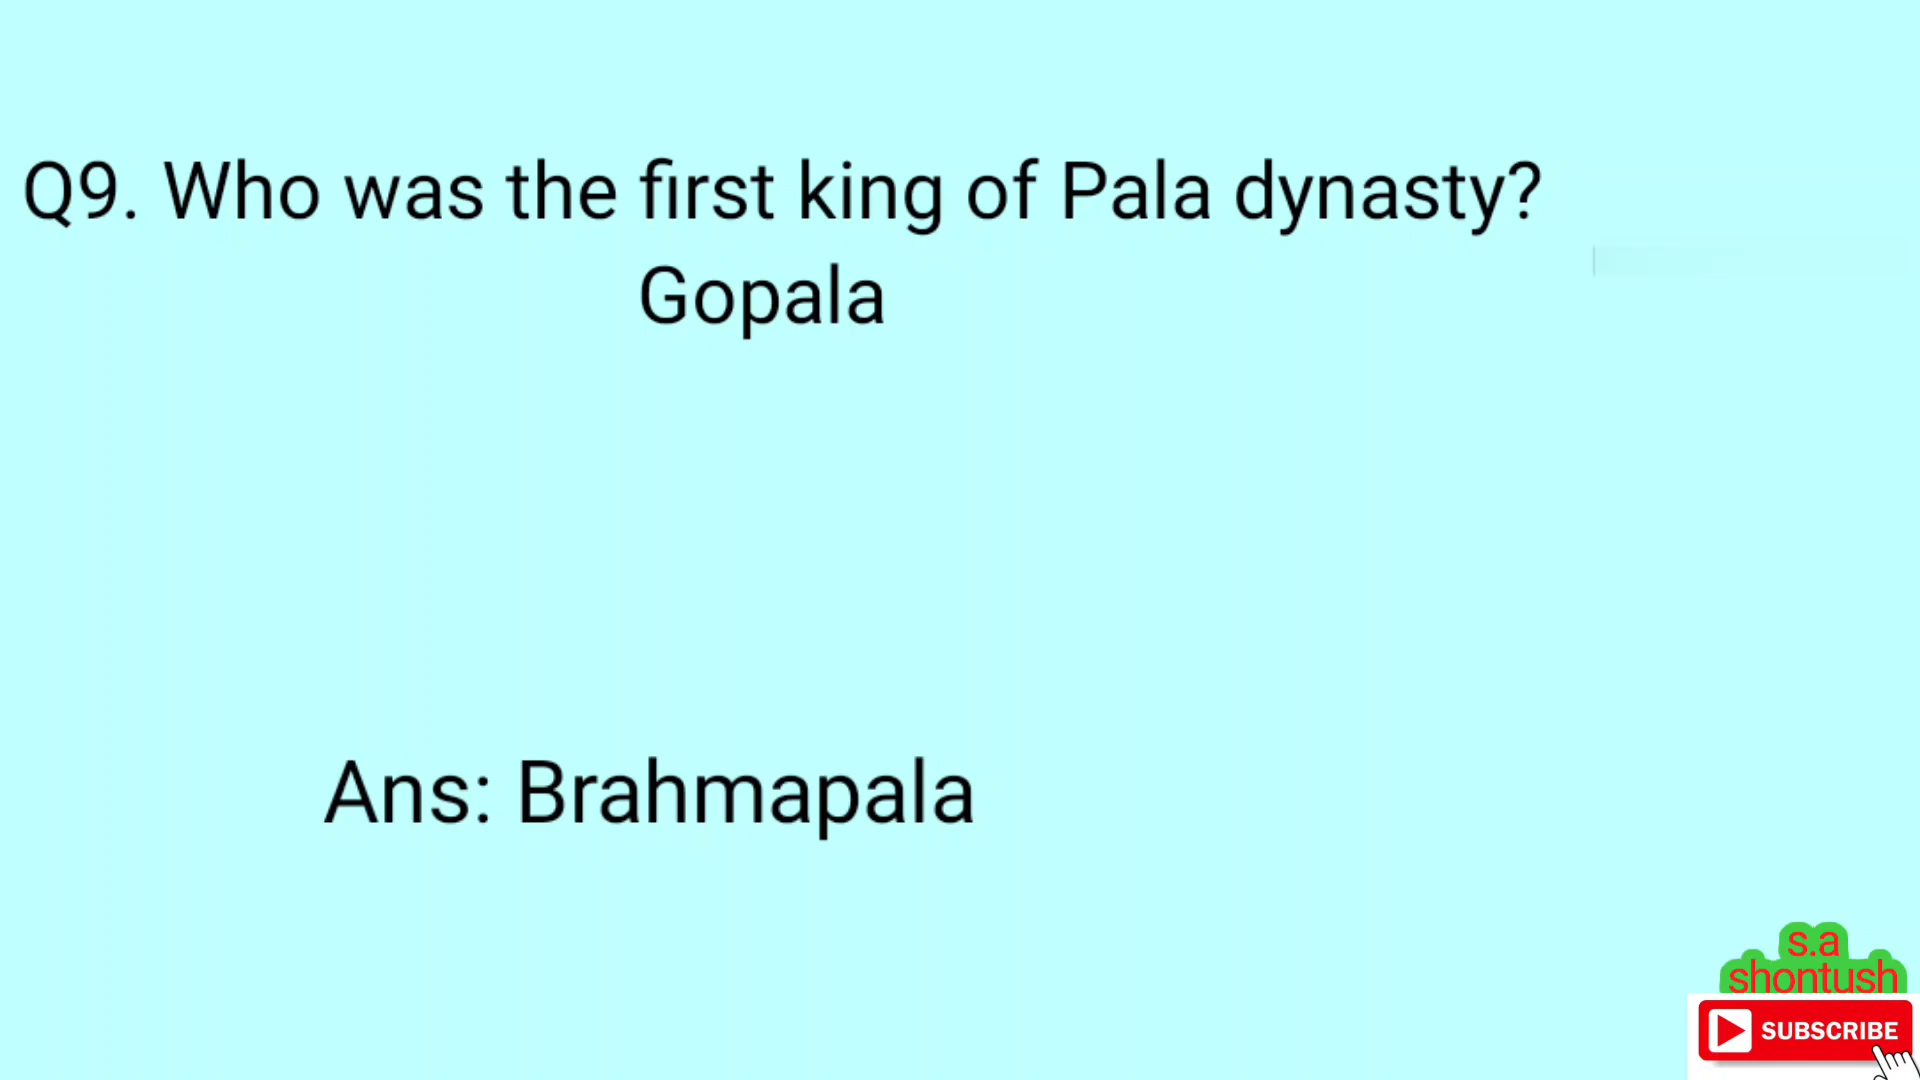 Q9. Who was the first king of Pala dynasty?
Gopala
Ans: Brahmapala
s.a
shontush
SUBSCRIBE